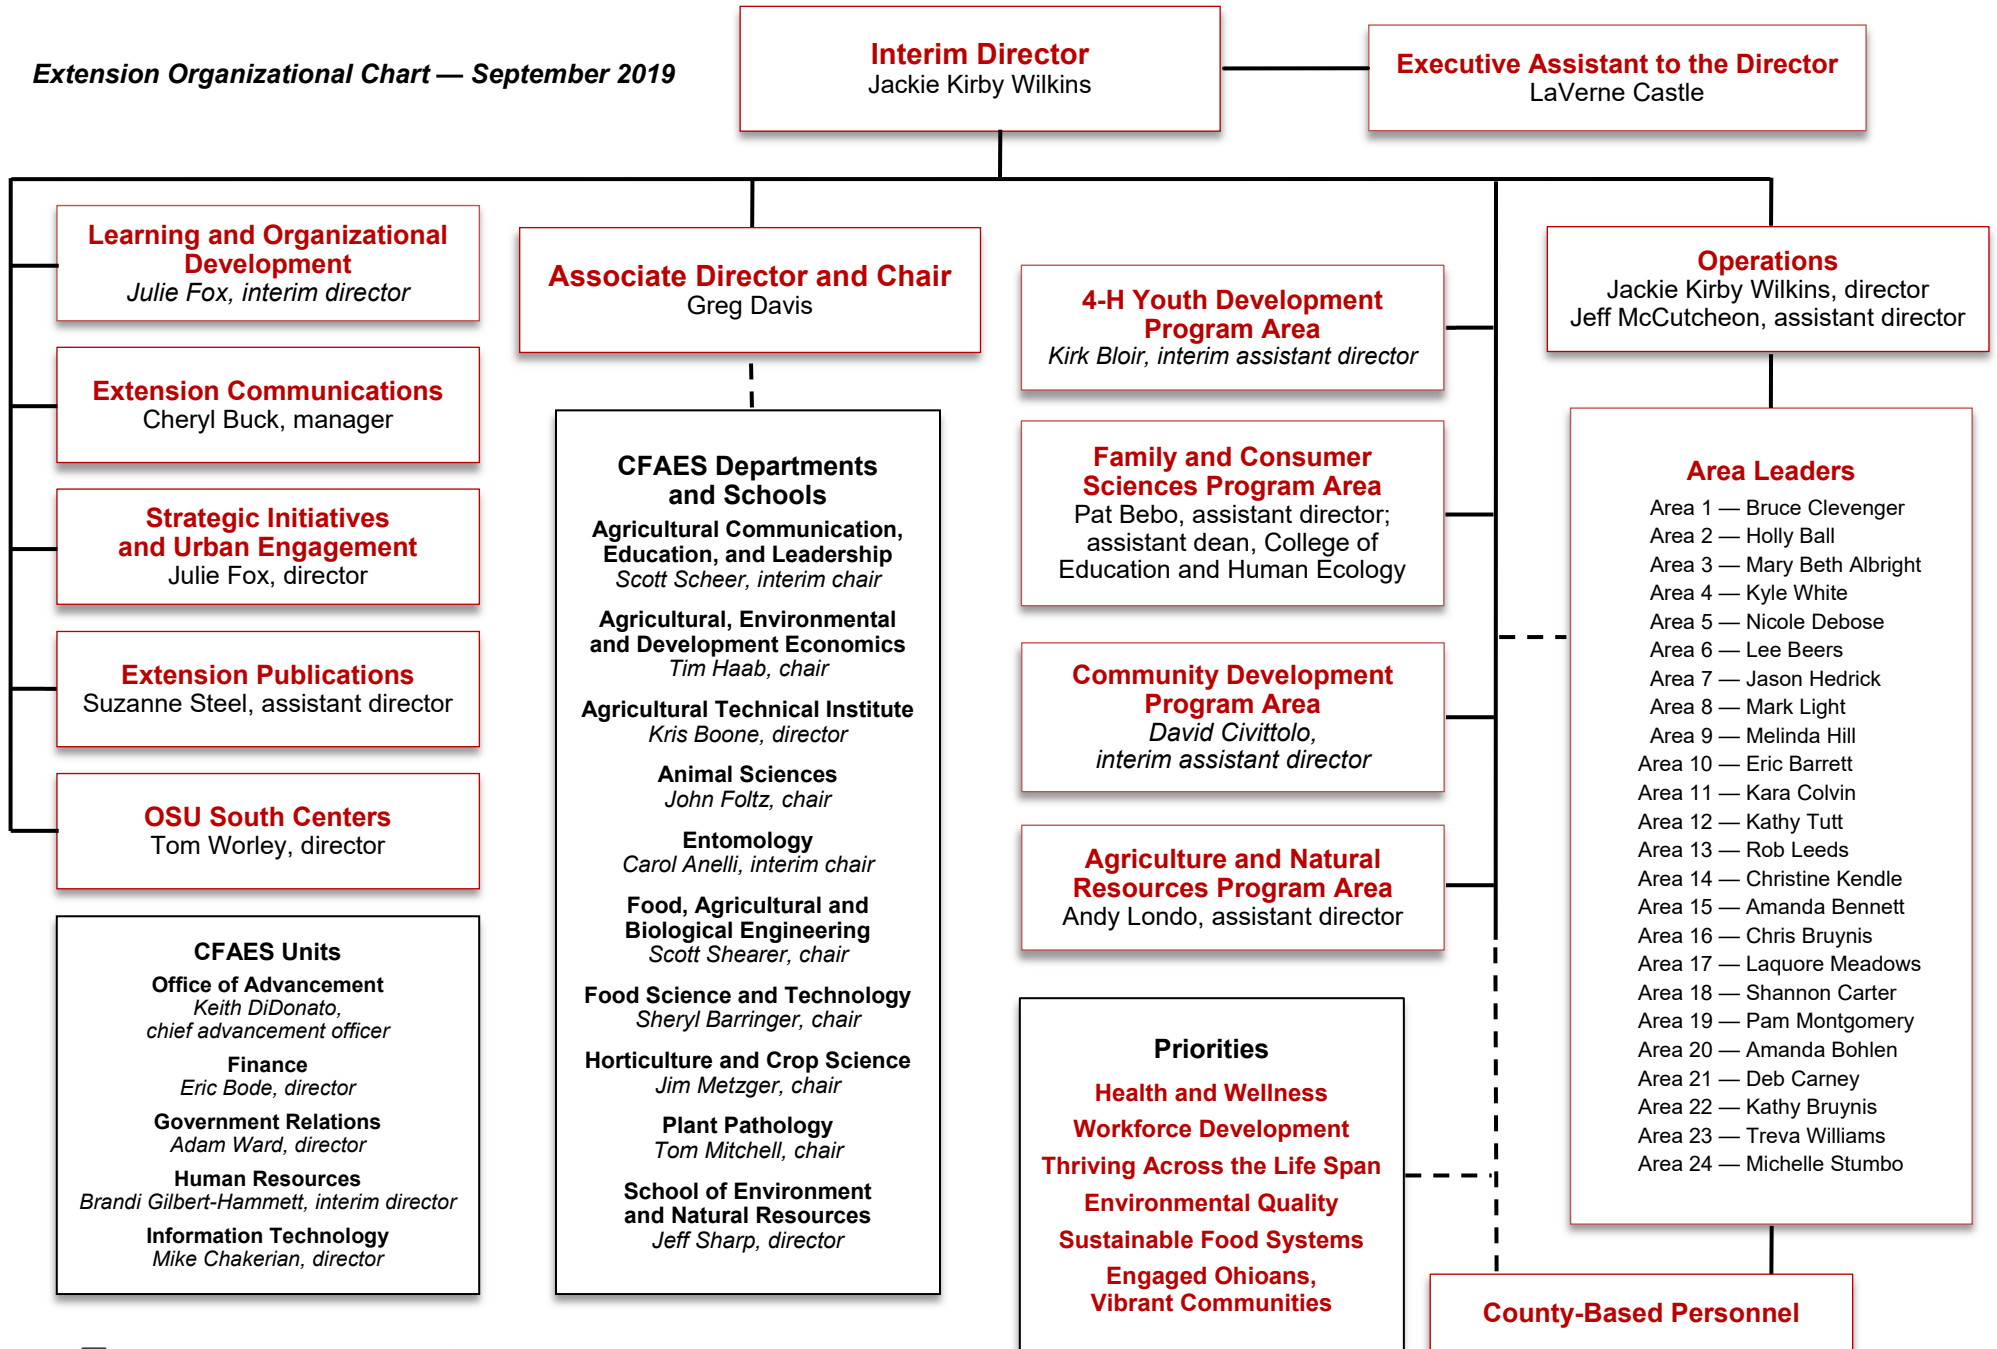 Extension Organizational Chart — September 2019
Interim Director
Jackie Kirby Wilkins
Executive Assistant to the Director
LaVerne Castle
Learning and Organizational
Development
Julie Fox, interim director
Extension Communications
Cheryl Buck, manager
Strategic Initiatives
and Urban Engagement
Julie Fox, director
Extension Publications
Suzanne Steel, assistant director
OSU South Centers
Tom Worley, director
CFAES Units
Office of Advancement
Keith DiDonato,
chief advancement officer
Finance
Eric Bode, director
Government Relations
Adam Ward, director
Human Resources
Brandi Gilbert-Hammett, interim director
Information Technology
Mike Chakerian, director
Associate Director and Chair
Greg Davis
CFAES Departments
and Schools
Agricultural Communication,
Education, and Leadership
Scott Scheer, interim chair
Agricultural, Environmental
and Development Economics
Tim Haab, chair
Agricultural Technical Institute
Kris Boone, director
Animal Sciences
John Foltz, chair
Entomology
Carol Anelli, interim chair
Food, Agricultural and
Biological Engineering
Scott Shearer, chair
Food Science and Technology
Sheryl Barringer, chair
Horticulture and Crop Science
Jim Metzger, chair
Plant Pathology
Tom Mitchell, chair
School of Environment
and Natural Resources
Jeff Sharp, director
4-H Youth Development
Program Area
Kirk Bloir, interim assistant director
Family and Consumer
Sciences Program Area
Pat Bebo, assistant director;
assistant dean, College of
Education and Human Ecology
Community Development
Program Area
David Civittolo,
interim assistant director
Agriculture and Natural
Resources Program Area
Andy Londo, assistant director
Priorities
Health and Wellness
Workforce Development
Thriving Across the Life Span
Environmental Quality
Sustainable Food Systems
Engaged Ohioans,
Vibrant Communities
Operations
Jackie Kirby Wilkins, director
Jeff McCutcheon, assistant director
Area Leaders
Area 1 — Bruce Clevenger
Area 2 — Holly Ball
Area 3 — Mary Beth Albright
Area 4 — Kyle White
Area 5 — Nicole Debose
Area 6 — Lee Beers
Area 7 — Jason Hedrick
Area 8 — Mark Light
Area 9 — Melinda Hill
Area 10 — Eric Barrett
Area 11 — Kara Colvin
Area 12 — Kathy Tutt
Area 13 — Rob Leeds
Area 14 — Christine Kendle
Area 15 — Amanda Bennett
Area 16 — Chris Bruynis
Area 17 — Laquore Meadows
Area 18 — Shannon Carter
Area 19 — Pam Montgomery
Area 20 — Amanda Bohlen
Area 21 — Deb Carney
Area 22 — Kathy Bruynis
Area 23 — Treva Williams
Area 24 — Michelle Stumbo
County-Based Personnel